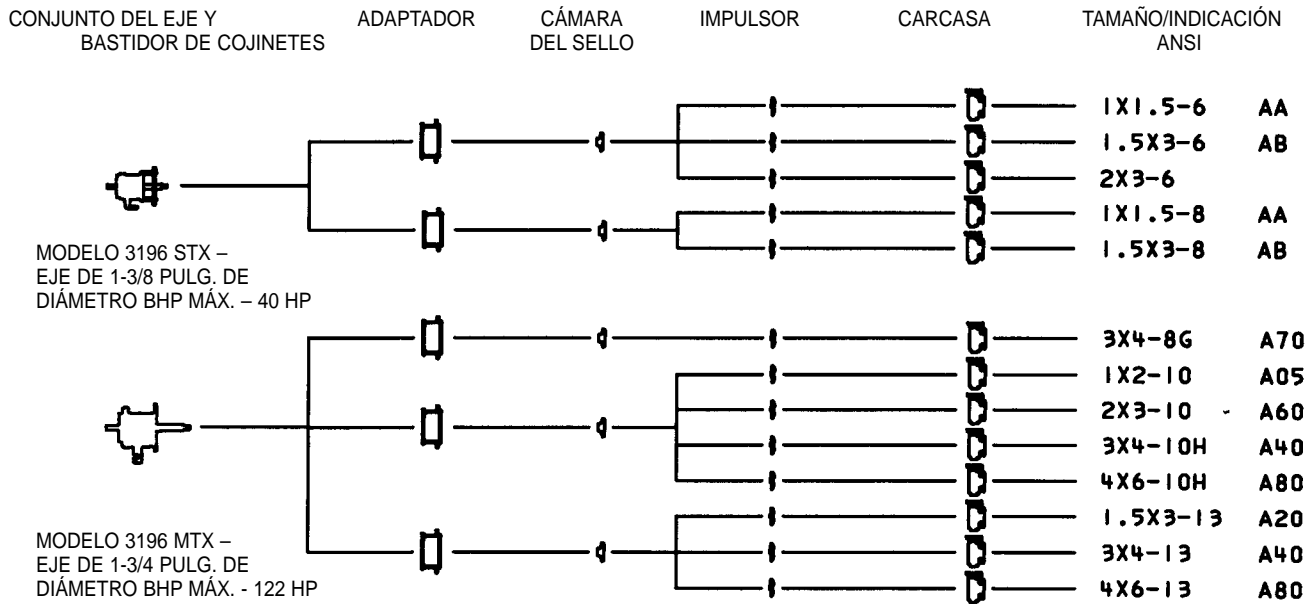 CONJUNTO DEL EJE Y
BASTIDOR DE COJINETES
ADAPTADOR
CÁMARA
DEL SELLO
IMPULSOR
CARCASA
TAMAÑO/INDICACIÓN
ANSI
1X1.5-6 AA
1.5X3-6 AB
2X3-6
1X1.5-8 AA
1.5X3-8 AB
MODELO 3196 STX –
EJE DE 1-3/8 PULG. DE
DIÁMETRO BHP MÁX. – 40 HP
3X4-8G A70
1X2-10 A05
2X3-10 A60
3X4-10H A40
4X6-10H A80
1.5X3-13 A20
3X4-13 A40
4X6-13 A80
MODELO 3196 MTX –
EJE DE 1-3/4 PULG. DE
DIÁMETRO BHP MÁX. - 122 HP